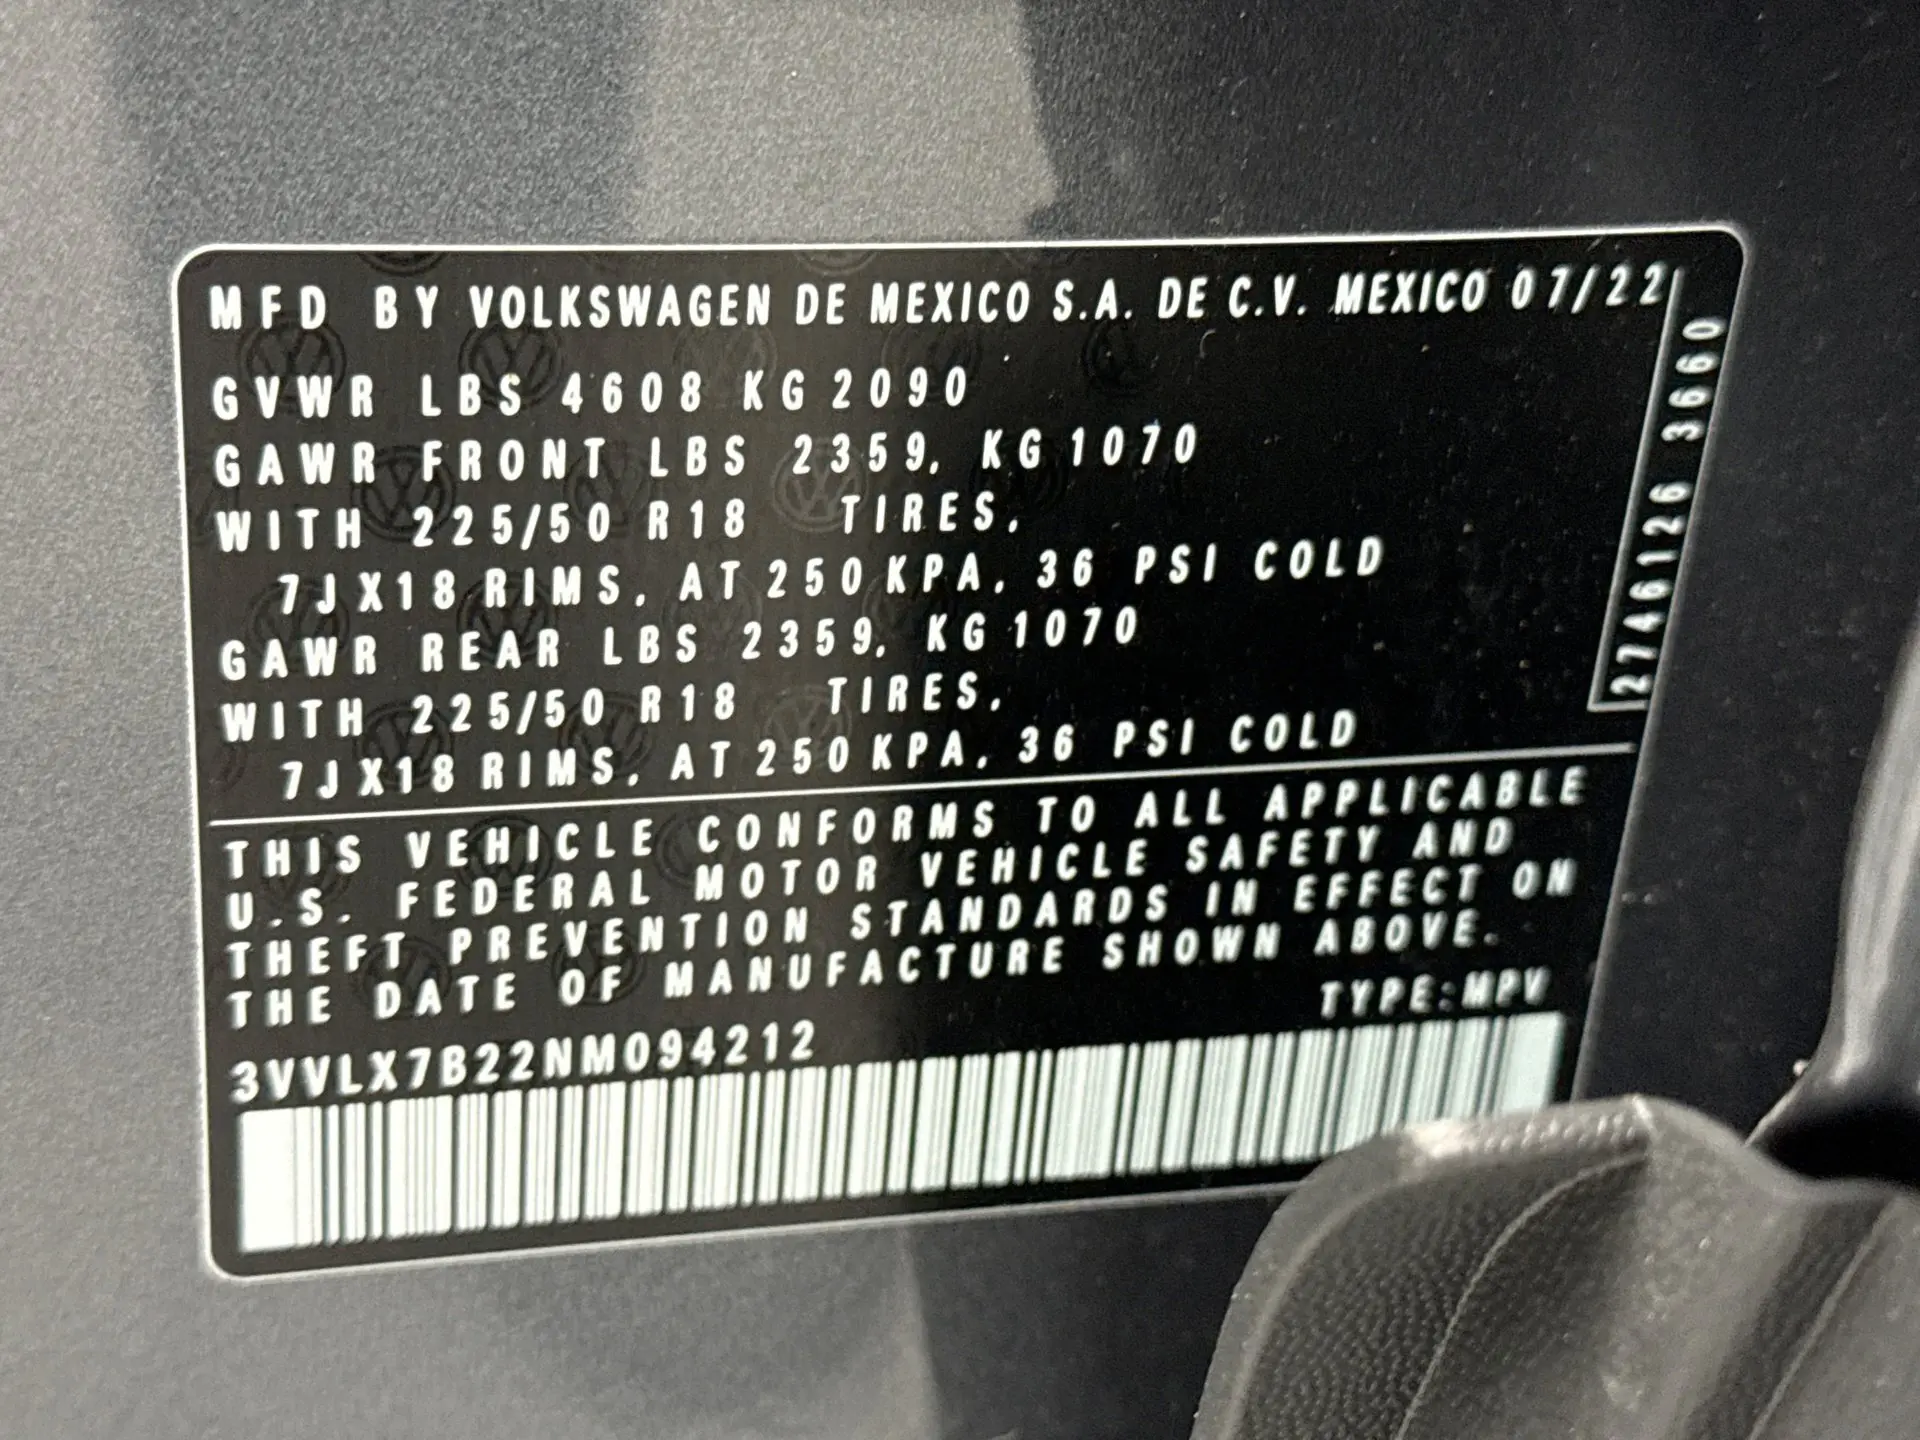 MFD BY VOLKSWAGEN DE MEXICO S.A. DE C.V. MEXICO 07/22
GVWR LBS 4608 KG 2090
GAWR FRONT LBS 2359, KG 1070
WITH 225/50 R18 TIRES,
7JX18 RIMS, AT 250 KPA, 36 PSI COLD
GAWR REAR LBS 2359, KG 1070
WITH 225/50 R18 TIRES,
7JX18 RIMS, AT 250 KPA, 36 PSI COLD
2746126 3660
THIS VEHICLE CONFORMS TO ALL APPLICABLE
U.S. FEDERAL MOTOR VEHICLE SAFETY AND
THEFT PREVENTION STANDARDS IN EFFECT ON
THE DATE OF MANUFACTURE SHOWN ABOVE.
TYPE:MPV
3VVLX7B22NM094212